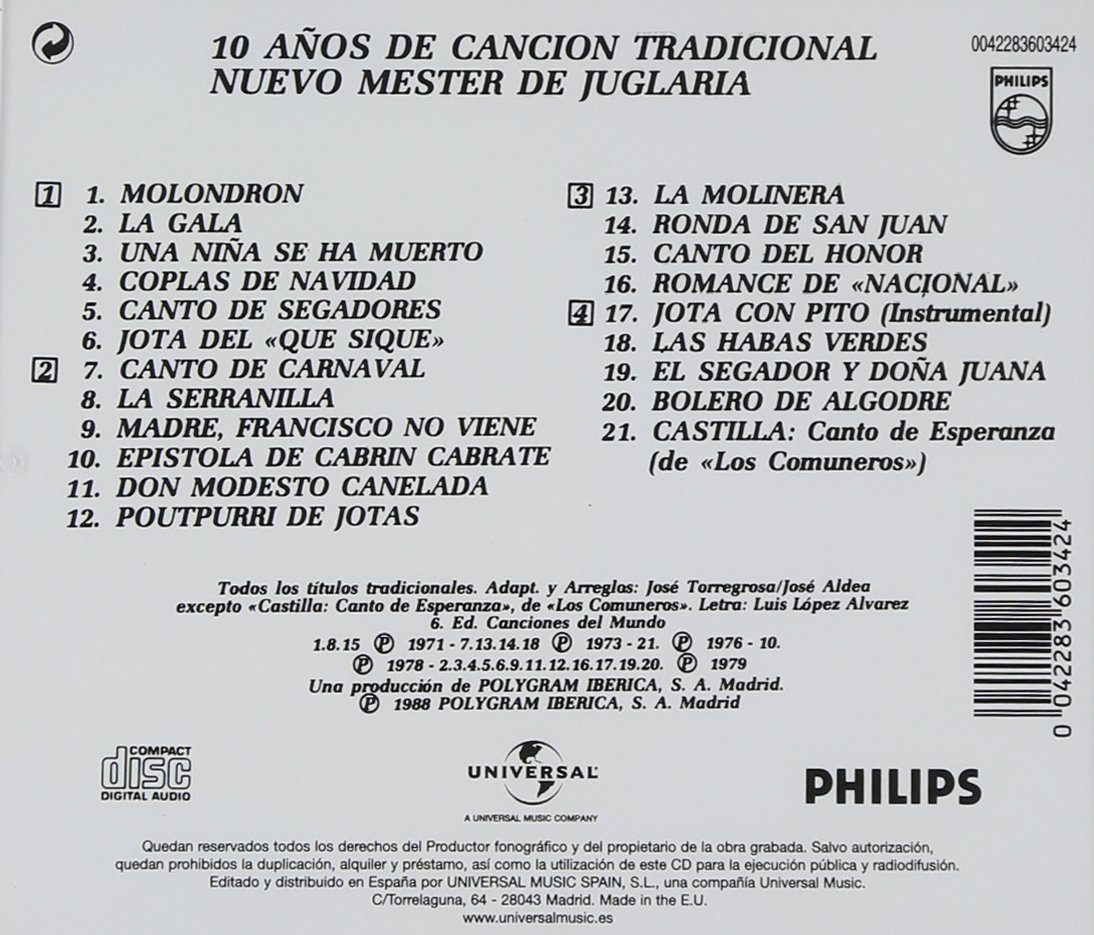 10 AÑOS DE CANCION TRADICIONAL
NUEVO MESTER DE JUGLARIA
0042283603424
PHILIPS
1 1. MOLONDRON
2. LA GALA
3. UNA NIÑA SE HA MUERTO
4. COPLAS DE NAVIDAD
5. CANTO DE SEGADORES
6. JOTA DEL «QUE SIQUE»
2 7. CANTO DE CARNAVAL
8. LA SERRANILLA
9. MADRE, FRANCISCO NO VIENE
10. EPISTOLA DE CABRIN CABRATE
11. DON MODESTO CANELADA
12. POUTPURRI DE JOTAS
3 13. LA MOLINERA
14. RONDA DE SAN JUAN
15. CANTO DEL HONOR
16. ROMANCE DE «NACIONAL»
4 17. JOTA CON PITO (Instrumental)
18. LAS HABAS VERDES
19. EL SEGADOR Y DOÑA JUANA
20. BOLERO DE ALGODRE
21. CASTILLA: Canto de Esperanza
(de «Los Comuneros»)
Todos los títulos tradicionales. Adapt. y Arreglos: José Torregrosa/José Aldea
excepto «Castilla: Canto de Esperanza», de «Los Comuneros». Letra: Luis López Alvarez
6. Ed. Canciones del Mundo
1.8.15 Ⓟ 1971 - 7.13.14.18 Ⓟ 1973 - 21. Ⓟ 1976 - 10.
Ⓟ 1978 - 2.3.4.5.6.9.11.12.16.17.19.20. Ⓟ 1979
Una producción de POLYGRAM IBERICA, S. A. Madrid.
Ⓟ 1988 POLYGRAM IBERICA, S. A. Madrid
0 042283 603424
COMPACT
disc
DIGITAL AUDIO
UNIVERSAL
A UNIVERSAL MUSIC COMPANY
PHILIPS
Quedan reservados todos los derechos del Productor fonográfico y del propietario de la obra grabada. Salvo autorización,
quedan prohibidos la duplicación, alquiler y préstamo, así como la utilización de este CD para la ejecución pública y radiodifusión.
Editado y distribuido en España por UNIVERSAL MUSIC SPAIN, S.L., una compañía Universal Music.
C/Torrelaguna, 64 - 28043 Madrid. Made in the E.U.
www.universalmusic.es